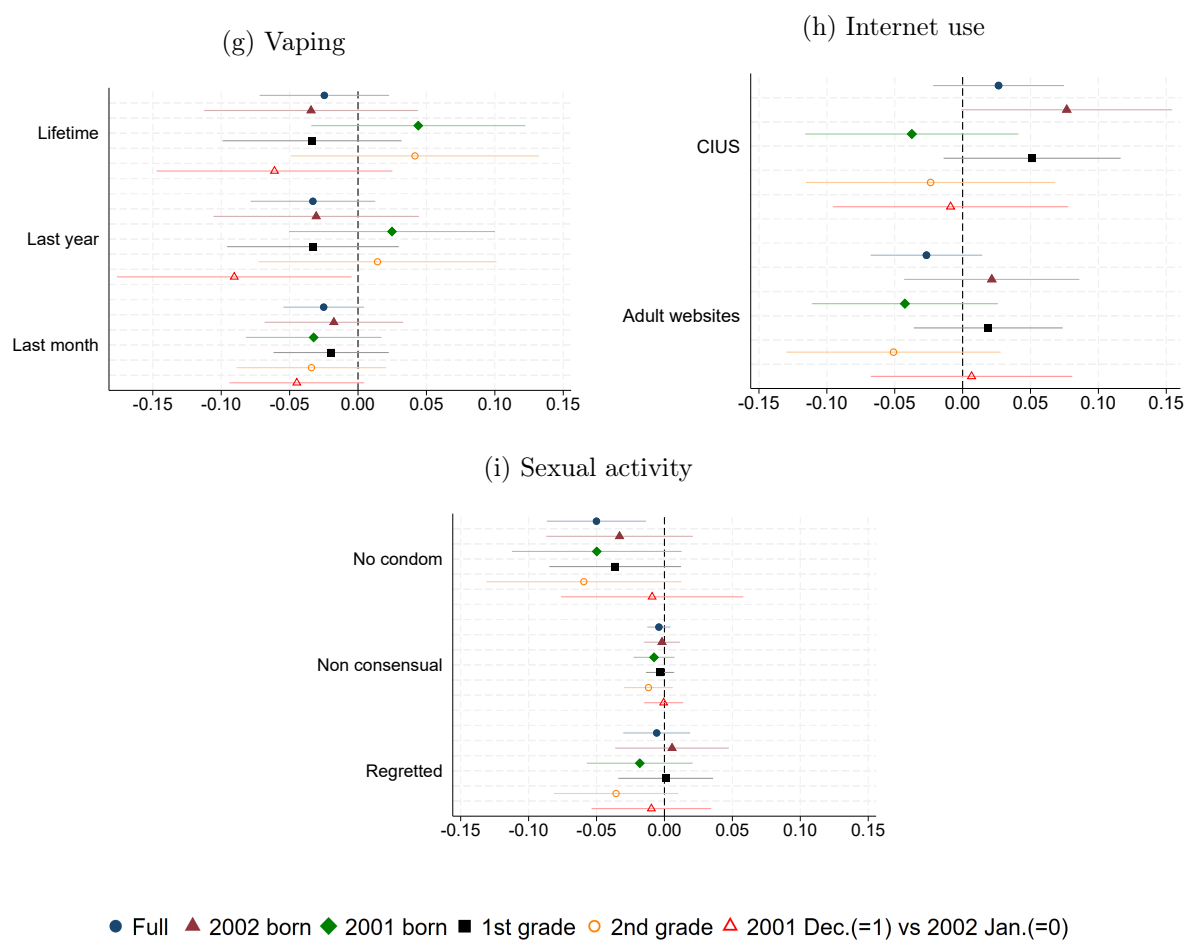 (g) Vaping
Lifetime
Last year
Last month
-0.15 -0.10 -0.05 0.00 0.05 0.10 0.15
(h) Internet use
CIUS
Adult websites
-0.15 -0.10 -0.05 0.00 0.05 0.10 0.15
(i) Sexual activity
No condom
Non consensual
Regretted
-0.15 -0.10 -0.05 0.00 0.05 0.10 0.15
Full 2002 born 2001 born 1st grade 2nd grade 2001 Dec.(=1) vs 2002 Jan.(=0)